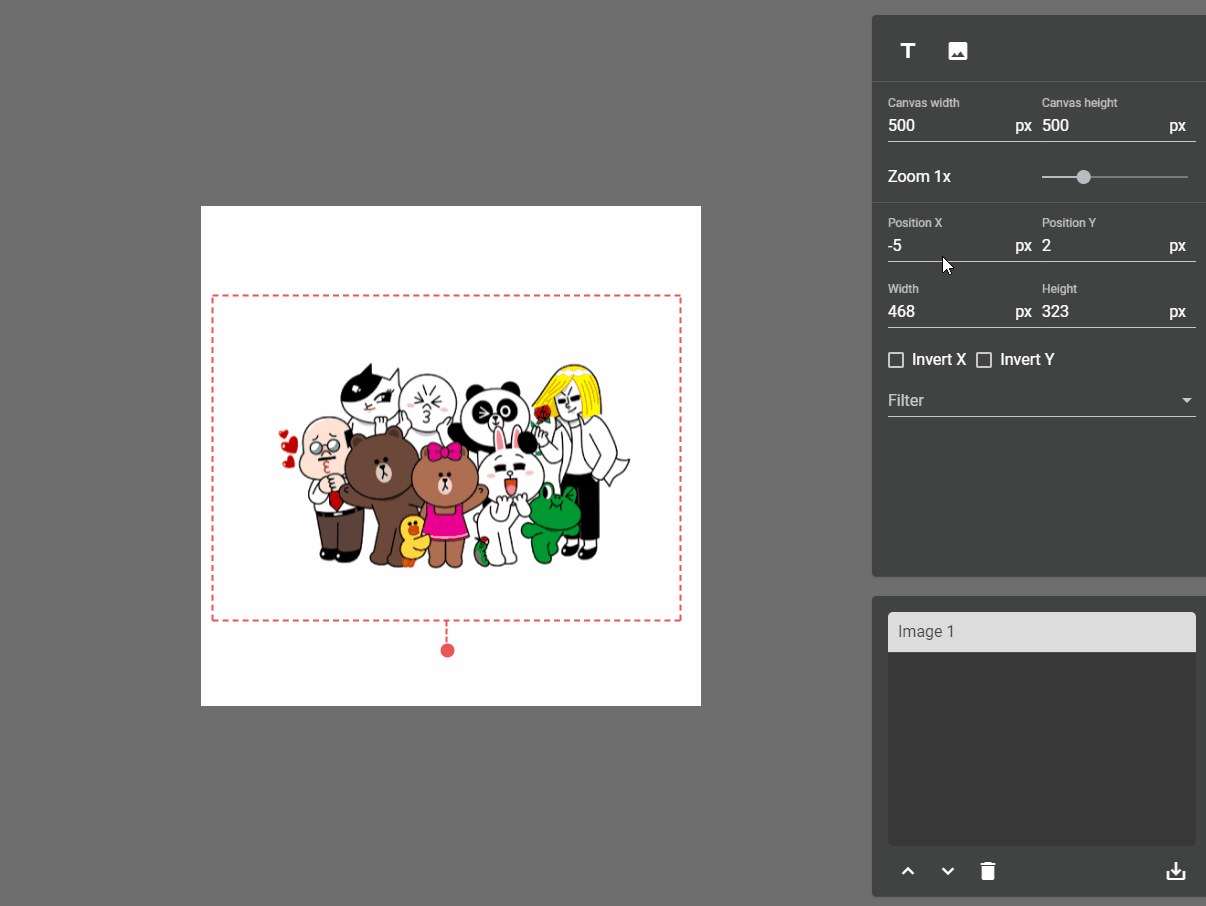 T
Canvas width Canvas height
500 px 500 px
Zoom 1x
Position X Position Y
-5 px 2 px
Width Height
468 px 323 px
Invert X Invert Y
Filter
Image 1